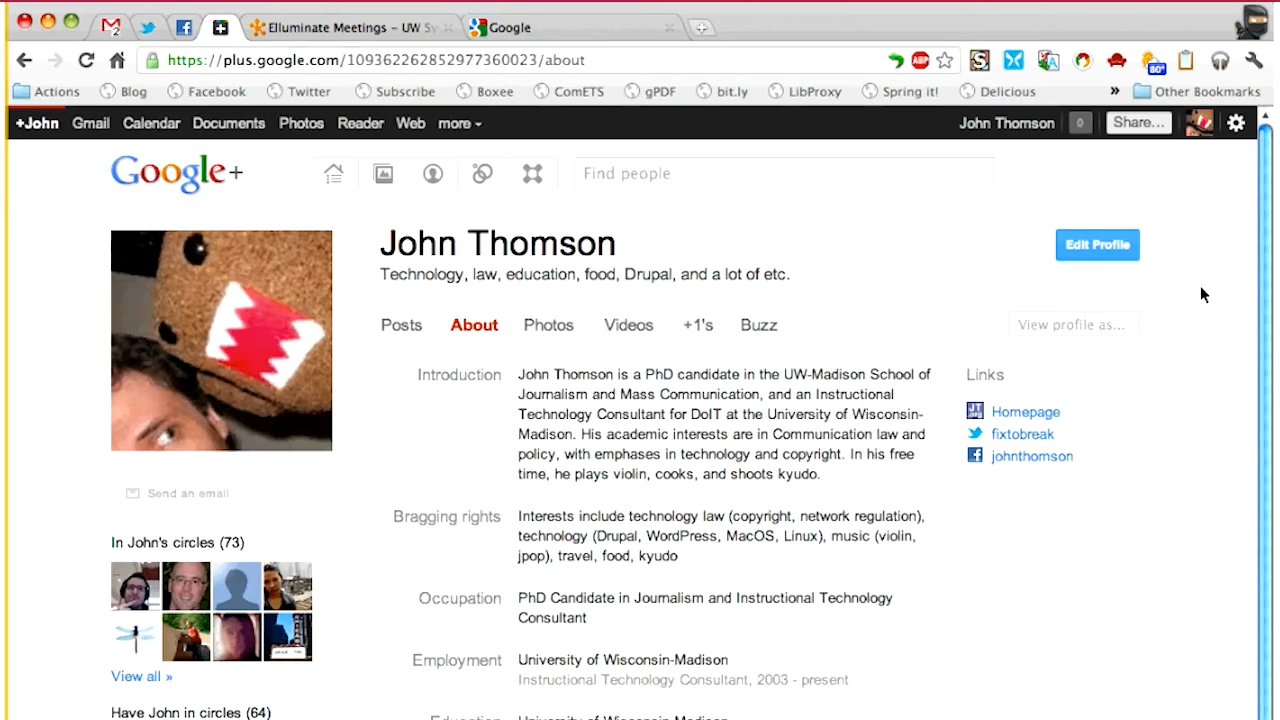 Elluminate Meetings – UW Sy
Google
https://plus.google.com/109362262852977360023/about
ABP
80°
Actions Blog Facebook Twitter Subscribe Boxee ComETS gPDF bit.ly LibProxy Spring it! Delicious » Other Bookmarks
+John Gmail Calendar Documents Photos Reader Web more John Thomson 0 Share...
Google+
Find people
John Thomson
Edit Profile
Technology, law, education, food, Drupal, and a lot of etc.
Posts About Photos Videos +1's Buzz
View profile as...
Introduction
John Thomson is a PhD candidate in the UW-Madison School of
Journalism and Mass Communication, and an Instructional
Technology Consultant for DoIT at the University of Wisconsin-
Madison. His academic interests are in Communication law and
policy, with emphases in technology and copyright. In his free
time, he plays violin, cooks, and shoots kyudo.
Links
Homepage
fixtobreak
johnthomson
Send an email
Bragging rights
Interests include technology law (copyright, network regulation),
technology (Drupal, WordPress, MacOS, Linux), music (violin,
jpop), travel, food, kyudo
In John's circles (73)
View all »
Have John in circles (64)
Occupation
PhD Candidate in Journalism and Instructional Technology
Consultant
Employment
University of Wisconsin-Madison
Instructional Technology Consultant, 2003 - present
Education
University of Wisconsin-Madison